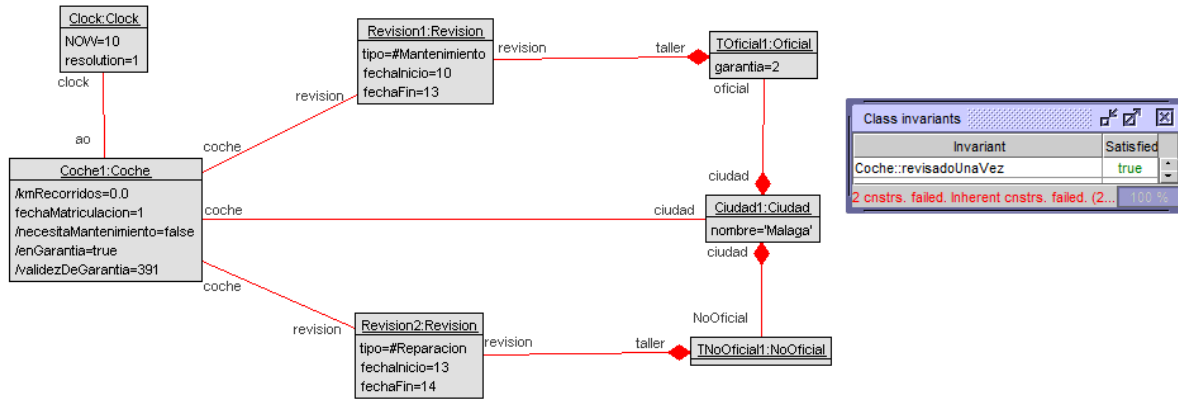 Clock:Clock
NOW=10
resolution=1
clock
ao
Revision1:Revision
tipo=#Mantenimiento
fechaInicio=10
fechaFin=13
revision
taller
revision
coche
TOficial1:Oficial
garantia=2
oficial
ciudad
Coche1:Coche
/kmRecorridos=0.0
fechaMatriculacion=1
/necesitaMantenimiento=false
/enGarantia=true
/validezDeGarantia=391
coche
ciudad
Ciudad1:Ciudad
nombre='Malaga'
ciudad
coche
revision
Revision2:Revision
tipo=#Reparacion
fechaInicio=13
fechaFin=14
revision
taller
NoOficial
TNoOficial1:NoOficial
Class invariants
Invariant Satisfied
Coche::revisadoUnaVez true
2 cnstrs. failed. Inherent cnstrs. failed. (2... 100 %